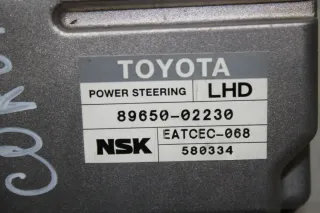 TOYOTA
POWER STEERING LHD
89650-02230
NSK EATCEC-068
580334